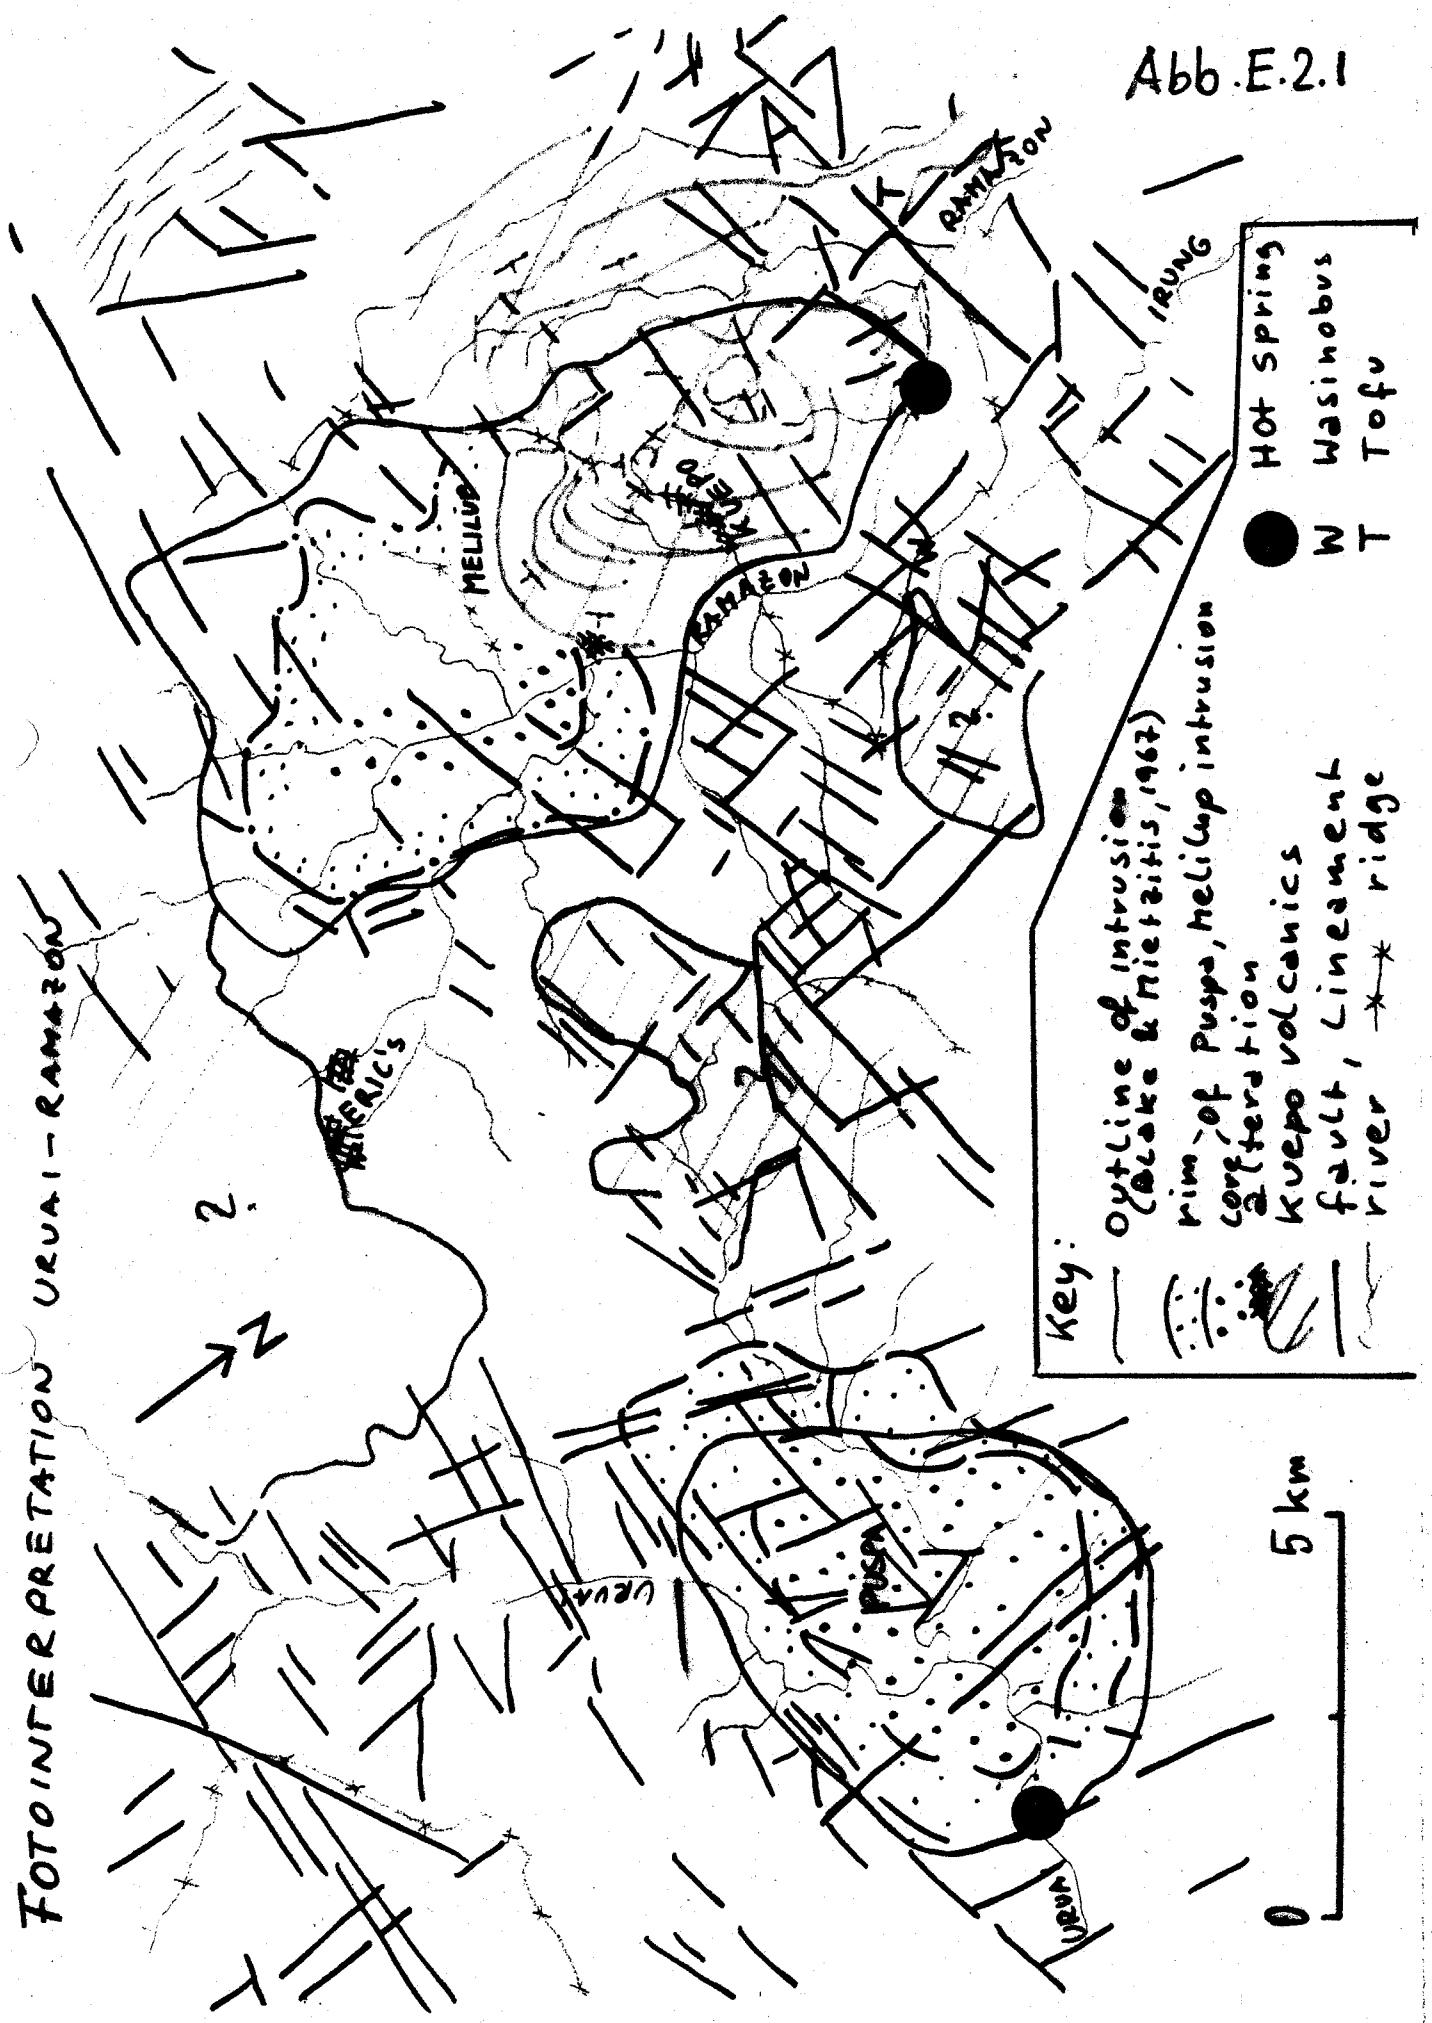 Abb.E.2.1
FOTOINTERPRETATION URUAI-RAMAZON
N
?
ERIC'S
MELILUP
KUEPO
RAMAZON
RAMAZON
IRUNG
T
W
?
?
URUAI
PUSPA
URUA
Key:
Outline of intrusion
(Blake & Miezitis, 1967)
rim, of Puspa, Melilup intrusion
core,
alteration
Kuepo volcanics
fault, Lineament
river ridge
Hot spring
W Wasinobus
T Tofu
0 5 km